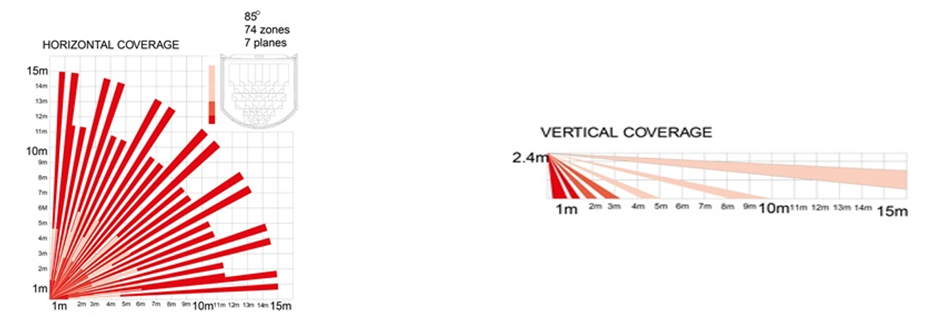 85°
74 zones
7 planes
HORIZONTAL COVERAGE
15m
14m
13m
12m
11m
10m
9m
8m
7m
6M
5m
4m
3m
2m
1m
1m 2m 3m 4m 5m 6m 7m 8m 9m 10m 11m 12m 13m 14m 15m
VERTICAL COVERAGE
2.4m
1m 2m 3m 4m 5m 6m 7m 8m 9m 10m 11m 12m 13m 14m 15m